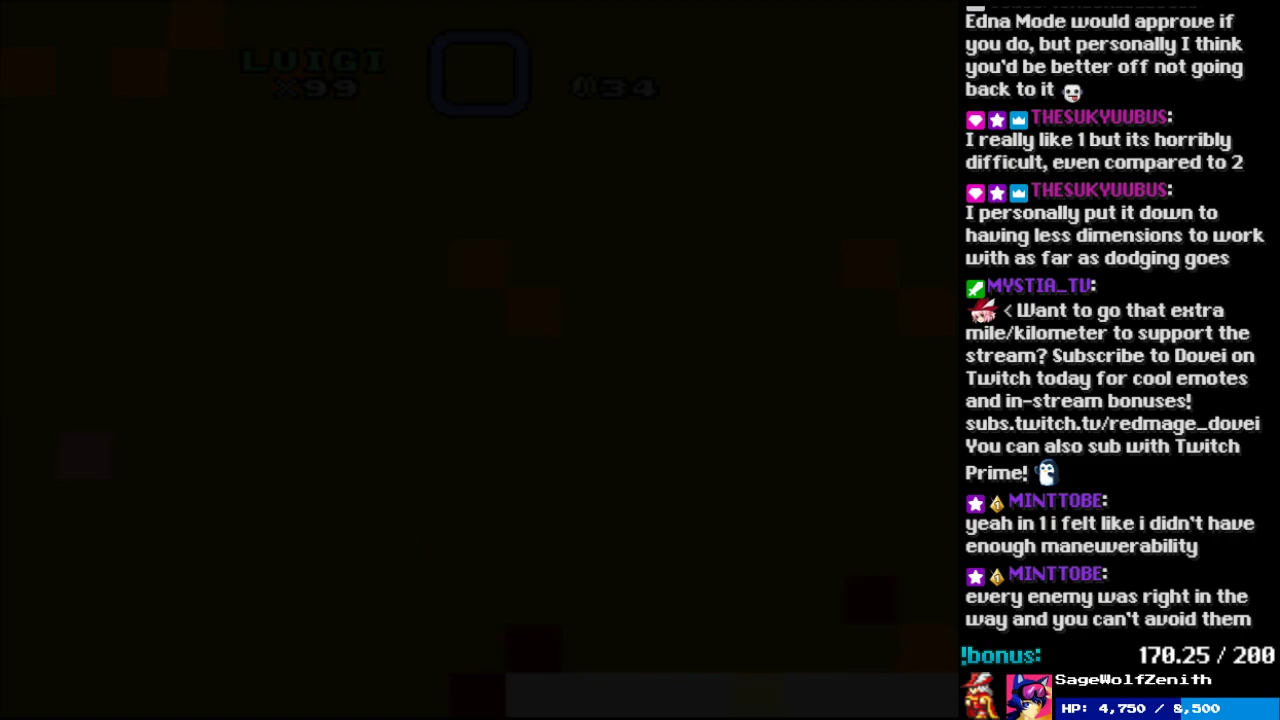 LUIGI
×99
34
Edna Mode would approve if
you do, but personally I think
you'd be better off not going
back to it
THESUKYUUBUS:
I really like 1 but its horribly
difficult, even compared to 2
THESUKYUUBUS:
I personally put it down to
having less dimensions to work
with as far as dodging goes
MYSTIA_TV:
< Want to go that extra
mile/kilometer to support the
stream? Subscribe to Dovei on
Twitch today for cool emotes
and in-stream bonuses!
subs.twitch.tv/redmage_dovei
You can also sub with Twitch
Prime!
MINTTOBE:
yeah in 1 i felt like i didn't have
enough maneuverability
MINTTOBE:
every enemy was right in the
way and you can't avoid them
!bonus: 170.25 / 200
SageWolfZenith
HP: 4,750 / 8,500